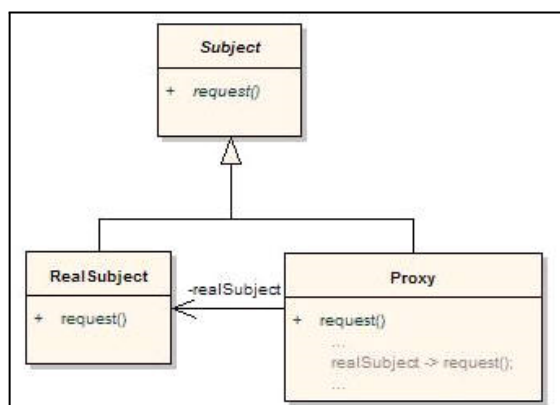 Subject
+ request()
RealSubject
+ request()
-realSubject
Proxy
+ request()
...
realSubject -> request();
...